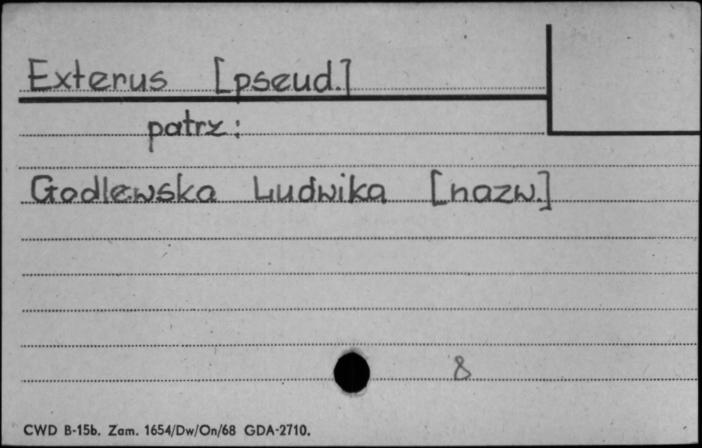 Exterus [pseud.]
patrz:
Godlewska Ludwika [nazw.]
8
CWD B-15b. Zam. 1654/Dw/On/68 GDA-2710.